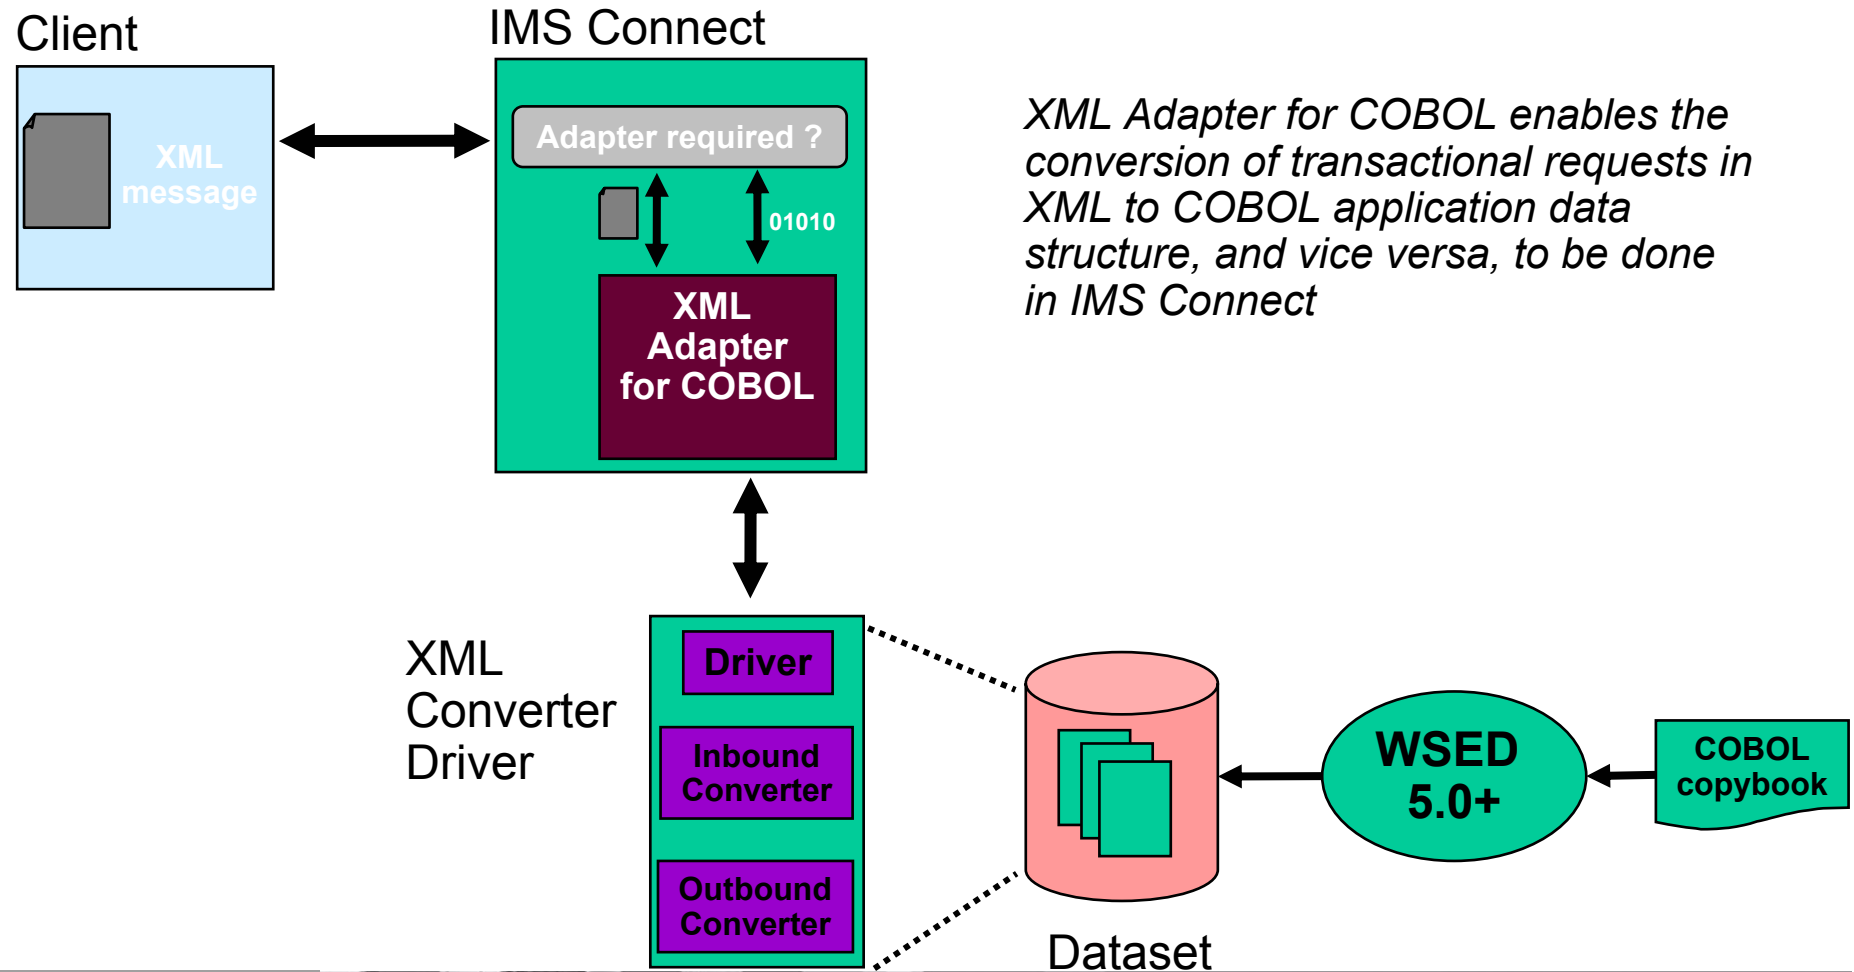 Client
XML
message
IMS Connect
Adapter required ?
01010
XML
Adapter
for COBOL
XML Adapter for COBOL enables the
conversion of transactional requests in
XML to COBOL application data
structure, and vice versa, to be done
in IMS Connect
XML
Converter
Driver
Driver
Inbound
Converter
Outbound
Converter
Dataset
WSED
5.0+
COBOL
copybook